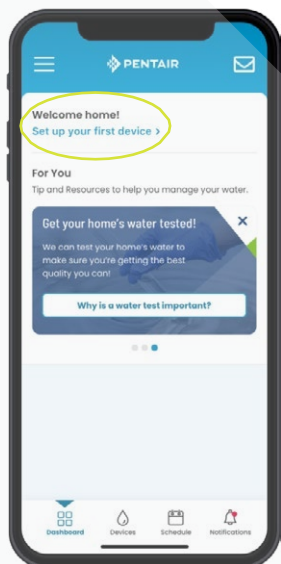 PENTAIR
Welcome home!
Set up your first device >
For You
Tip and Resources to help you manage your water.
Get your home's water tested!
We can test your home's water to
make sure you're getting the best
quality you can!
Why is a water test important?
Dashboard Devices Schedule Notifications